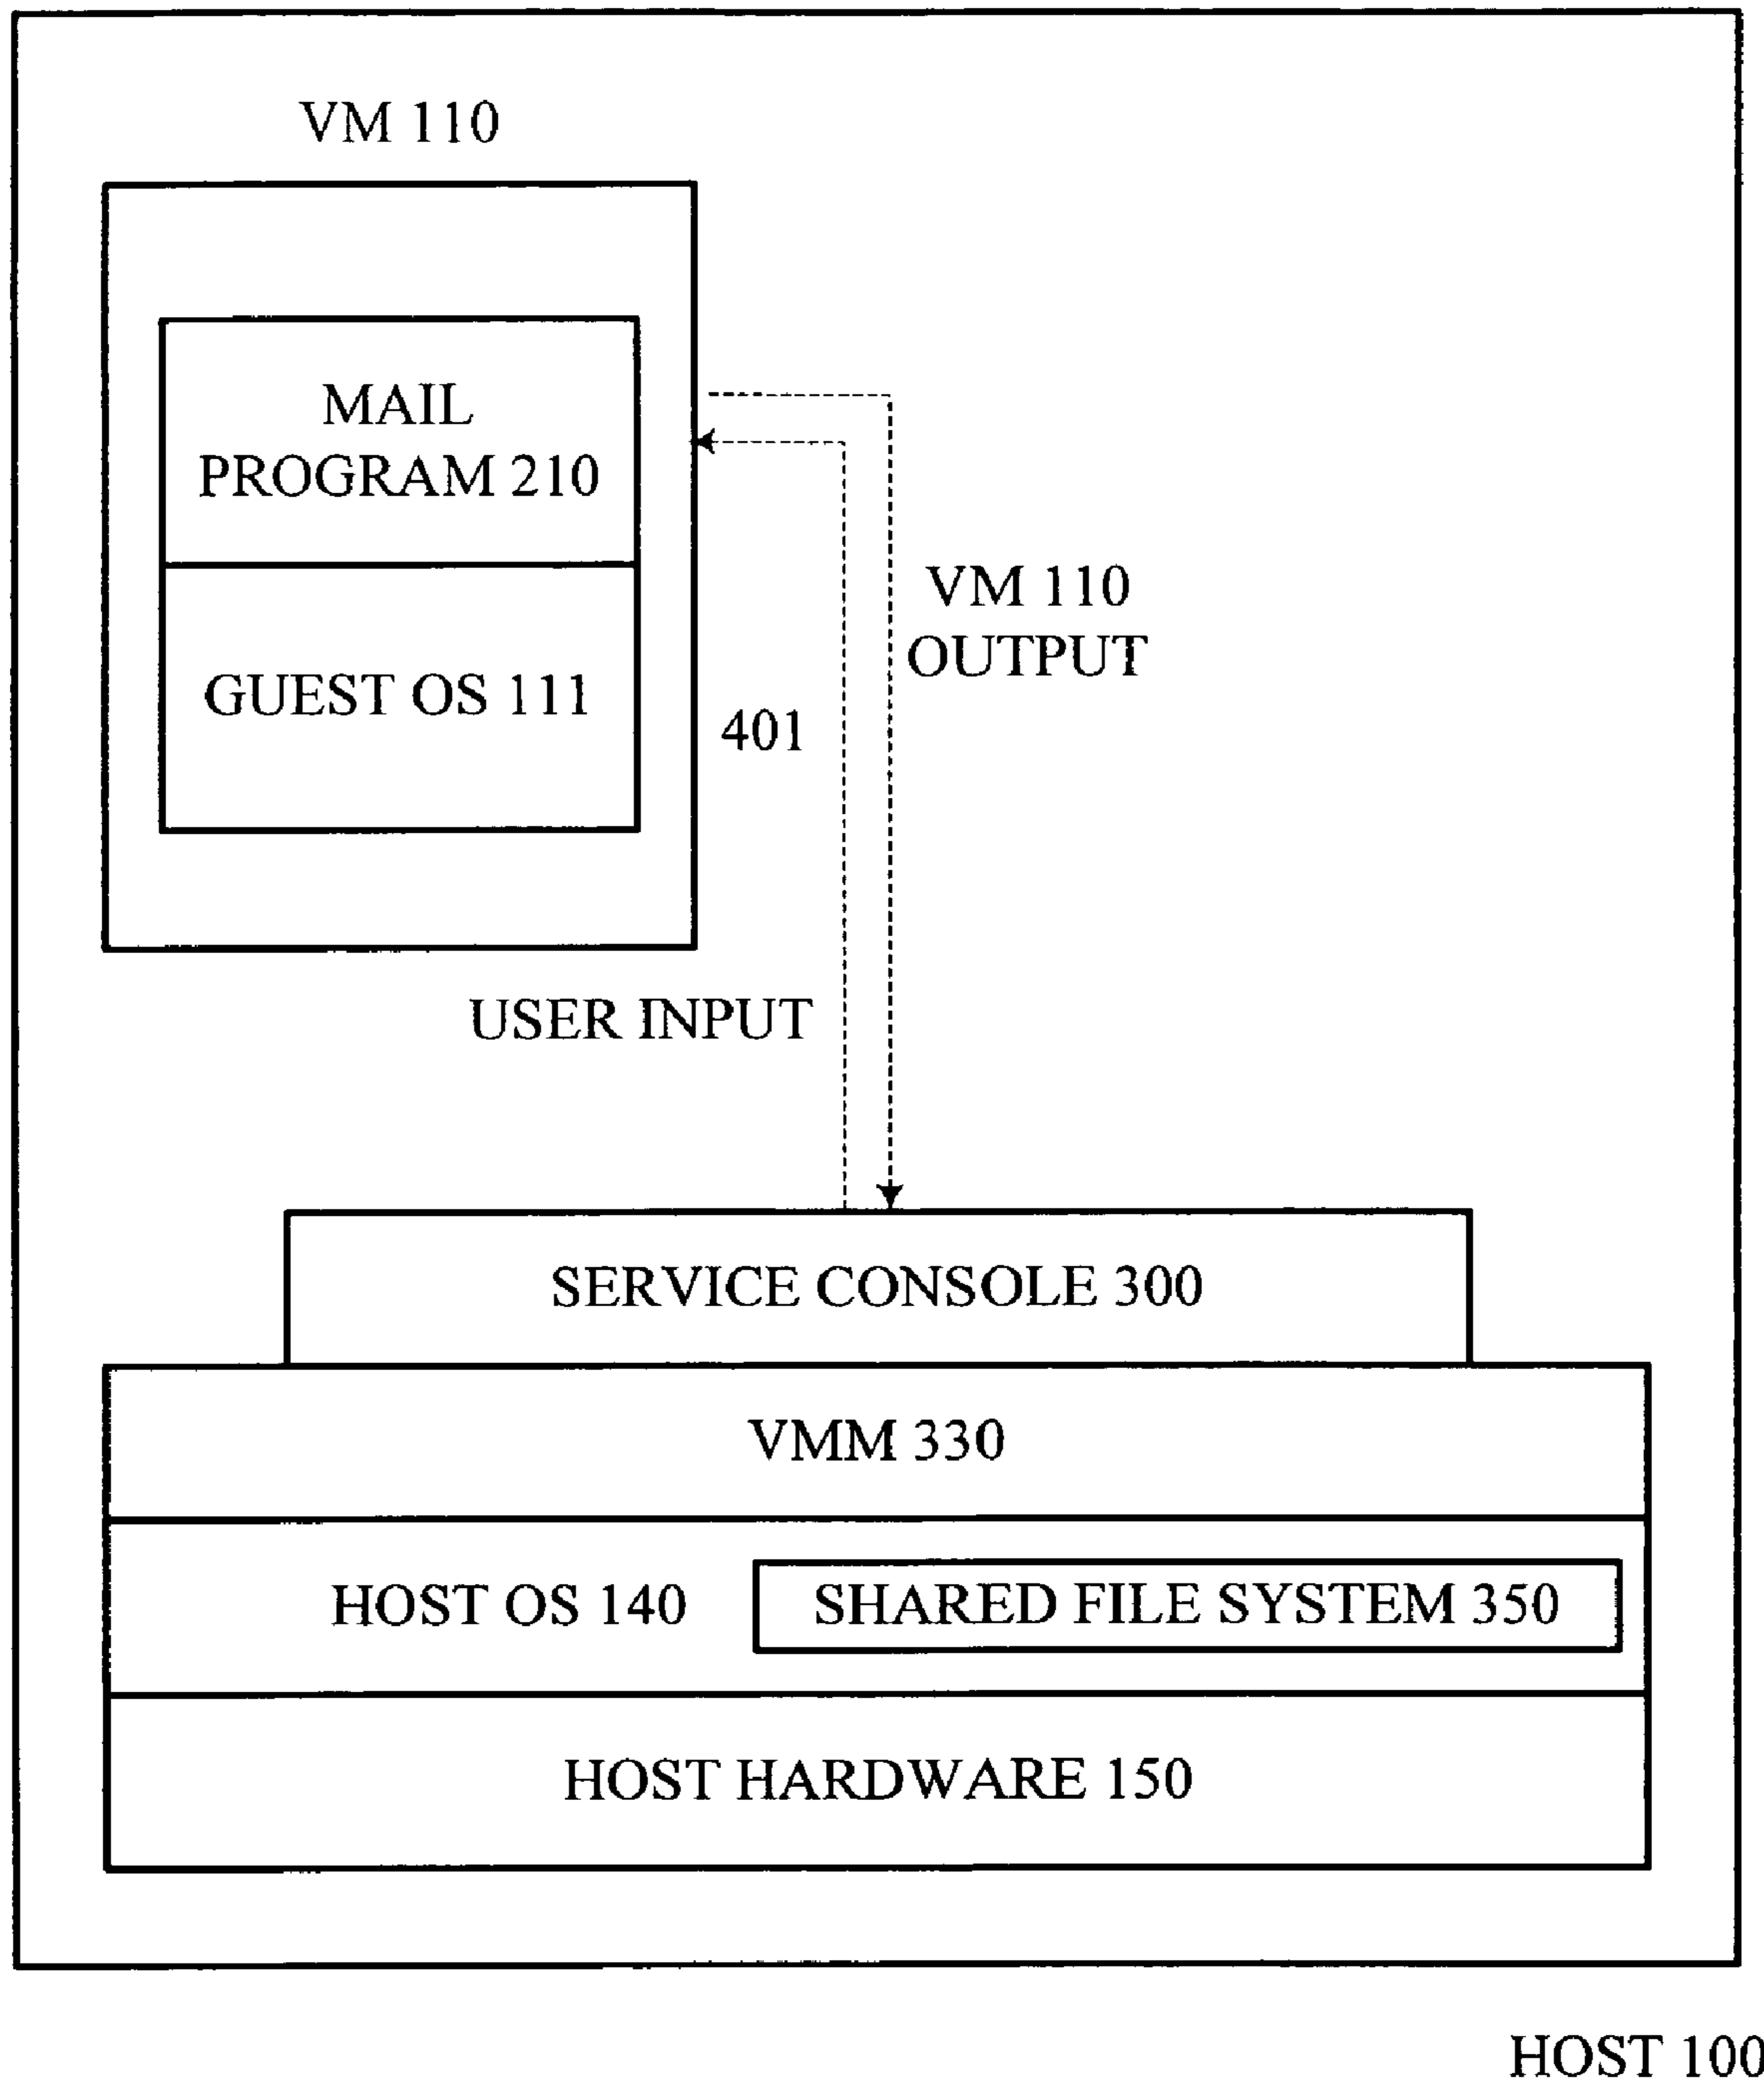 VM 110
MAIL
PROGRAM 210
GUEST OS 111
VM 110
OUTPUT
401
USER INPUT
SERVICE CONSOLE 300
VMM 330
HOST OS 140
SHARED FILE SYSTEM 350
HOST HARDWARE 150
HOST 100